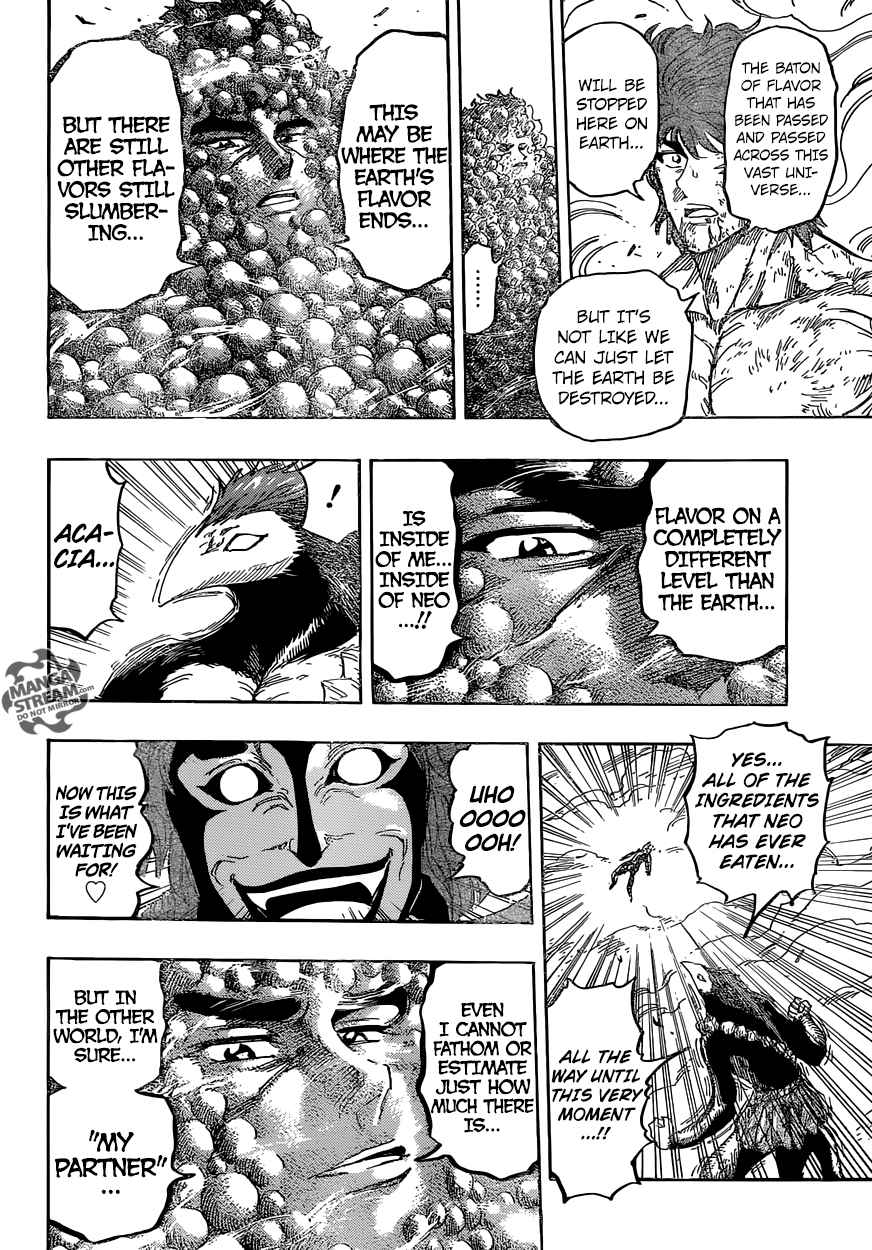 THE BATON
OF FLAVOR
THAT HAS
BEEN PASSED
AND PASSED
ACROSS THIS
VAST UNI-
VERSE...
WILL BE
STOPPED
HERE ON
EARTH...
BUT IT'S
NOT LIKE WE
CAN JUST LET
THE EARTH BE
DESTROYED...
......
THIS
MAY BE
WHERE THE
EARTH'S
FLAVOR
ENDS...
BUT THERE
ARE STILL
OTHER FLA-
VORS STILL
SLUMBER-
ING...
FLAVOR ON A
COMPLETELY
DIFFERENT
LEVEL THAN
THE EARTH...
IS
INSIDE
OF ME...
INSIDE
OF NEO
...!!
!
ACA-
CIA...
MANGA
STREAM.com
DO NOT MIRROR
YES...
ALL OF THE
INGREDIENTS
THAT NEO
HAS EVER
EATEN...
ALL THE
WAY UNTIL
THIS VERY
MOMENT
...!!
UHO
OOOO
OOH!
NOW THIS
IS WHAT
I'VE BEEN
WAITING
FOR!
♡
EVEN
I CANNOT
FATHOM OR
ESTIMATE
JUST HOW
MUCH THERE
IS...
BUT IN
THE OTHER
WORLD, I'M
SURE...
"MY
PARTNER"
...